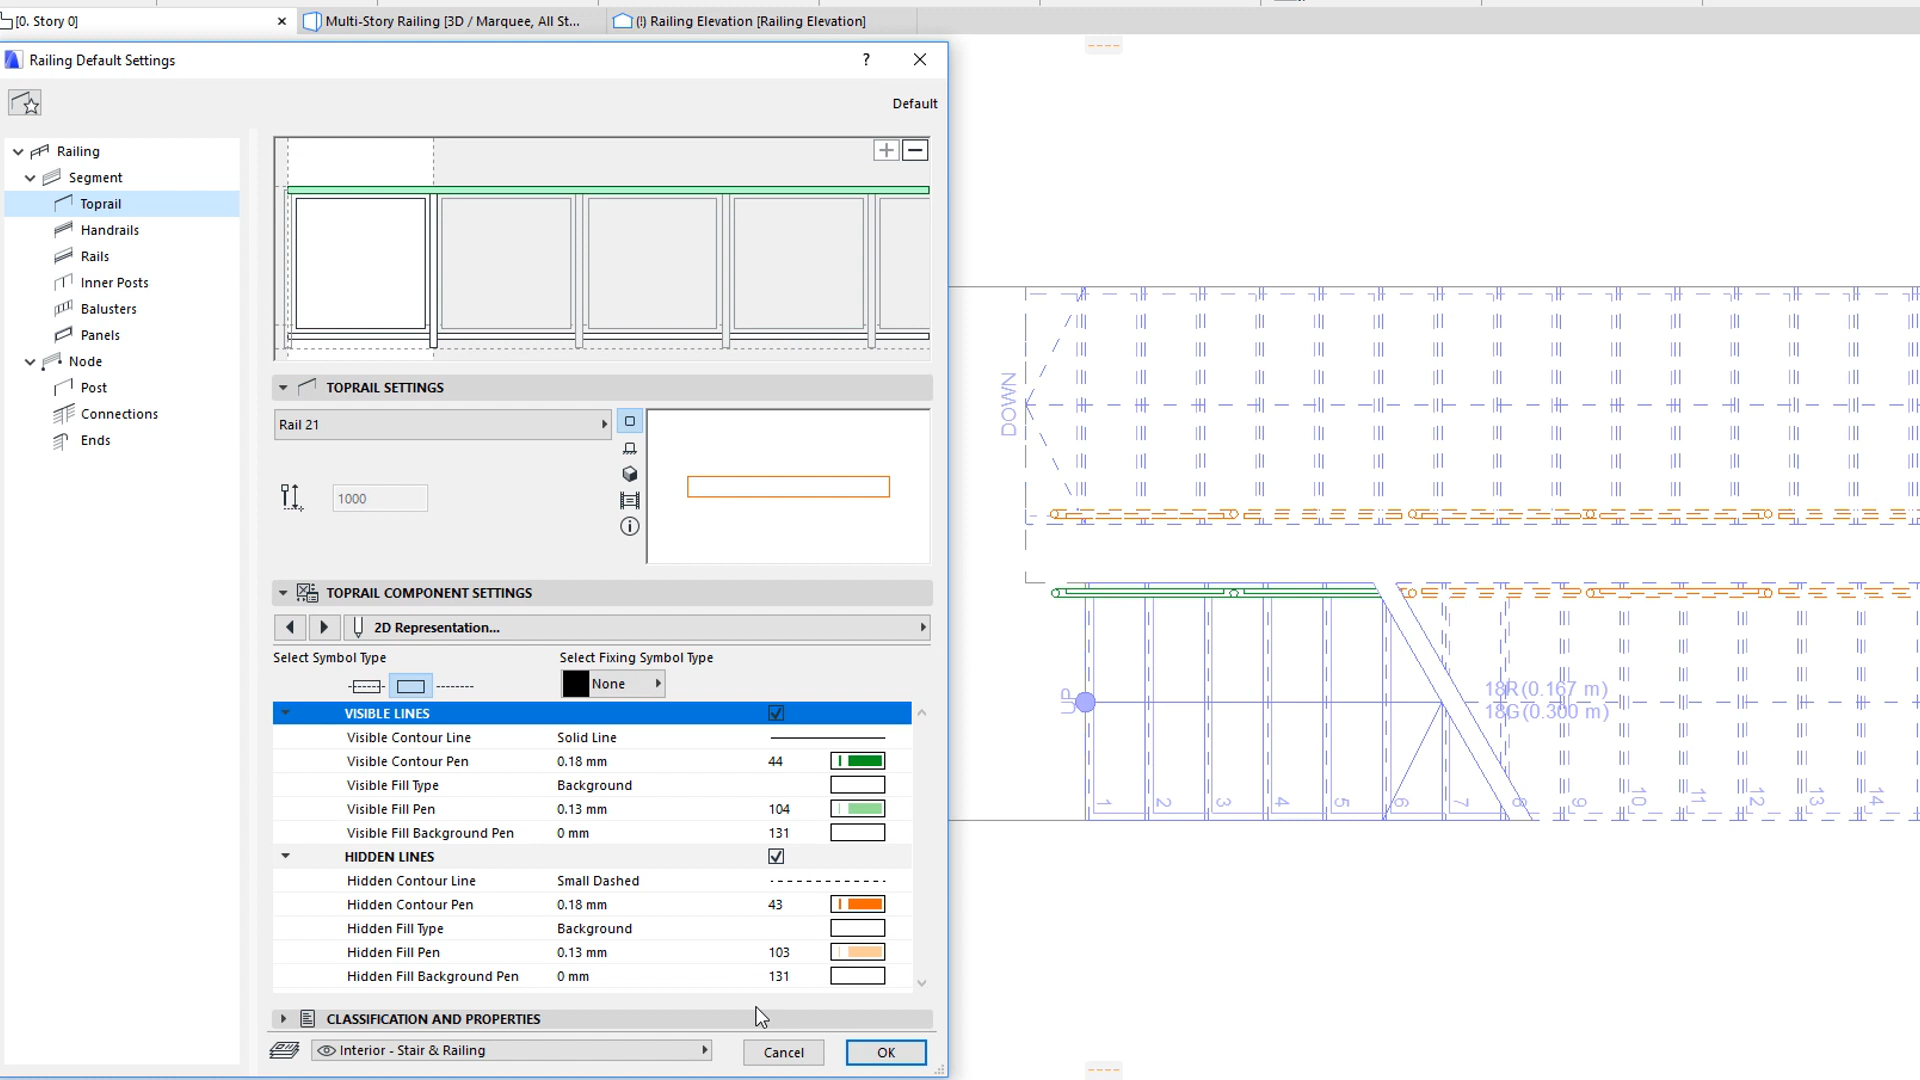 [0. Story 0]
Multi-Story Railing [3D / Marquee, All St...
(!) Railing Elevation [Railing Elevation]
Railing Default Settings
?
Default
Railing
Segment
Toprail
Handrails
Rails
Inner Posts
Balusters
Panels
Node
Post
Connections
Ends
TOPRAIL SETTINGS
Rail 21
1000
TOPRAIL COMPONENT SETTINGS
2D Representation...
Select Symbol Type
Select Fixing Symbol Type
None
VISIBLE LINES
Visible Contour Line Solid Line
Visible Contour Pen 0.18 mm 44
Visible Fill Type Background
Visible Fill Pen 0.13 mm 104
Visible Fill Background Pen 0 mm 131
HIDDEN LINES
Hidden Contour Line Small Dashed
Hidden Contour Pen 0.18 mm 43
Hidden Fill Type Background
Hidden Fill Pen 0.13 mm 103
Hidden Fill Background Pen 0 mm 131
CLASSIFICATION AND PROPERTIES
Interior - Stair & Railing
Cancel
OK
DOWN
UP
18R(0.167 m)
18G(0.300 m)
1 2 3 4 5 6 7 8 9 10 11 12 13 14